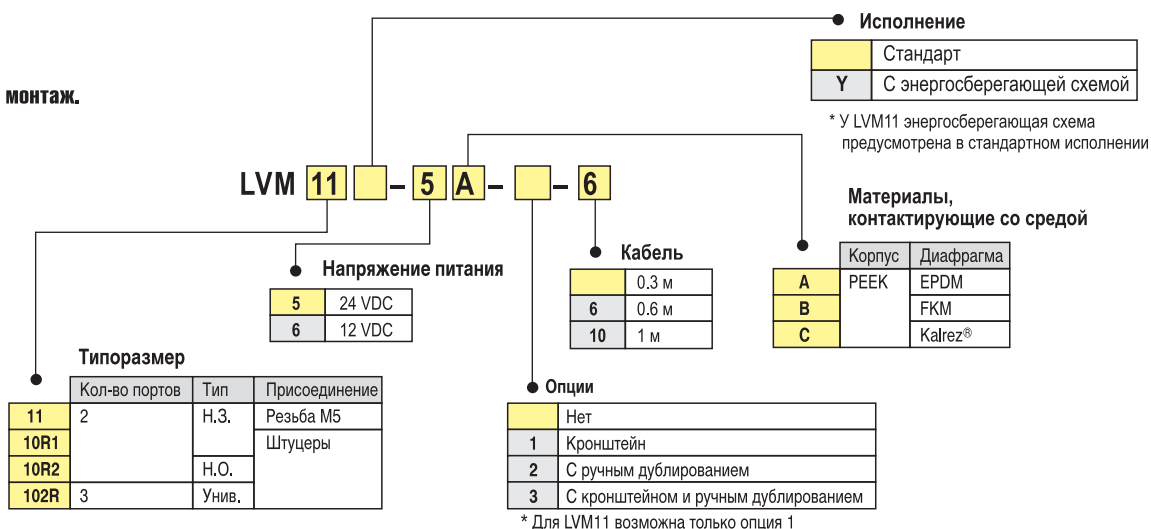 Исполнение
Стандарт
Y С энергосберегающей схемой
* У LVM11 энергосберегающая схема
предусмотрена в стандартном исполнении
монтаж.
LVM 11 – 5 A – – 6
Материалы,
контактирующие со средой
Корпус Диафрагма
A PEEK EPDM
B FKM
C Kalrez®
Кабель
0.3 м
6 0.6 м
10 1 м
Напряжение питания
5 24 VDC
6 12 VDC
Типоразмер
Кол-во портов Тип Присоединение
11 2 Н.З. Резьба М5
10R1 Штуцеры
10R2 Н.О.
102R 3 Унив.
Опции
Нет
1 Кронштейн
2 С ручным дублированием
3 С кронштейном и ручным дублированием
* Для LVM11 возможна только опция 1